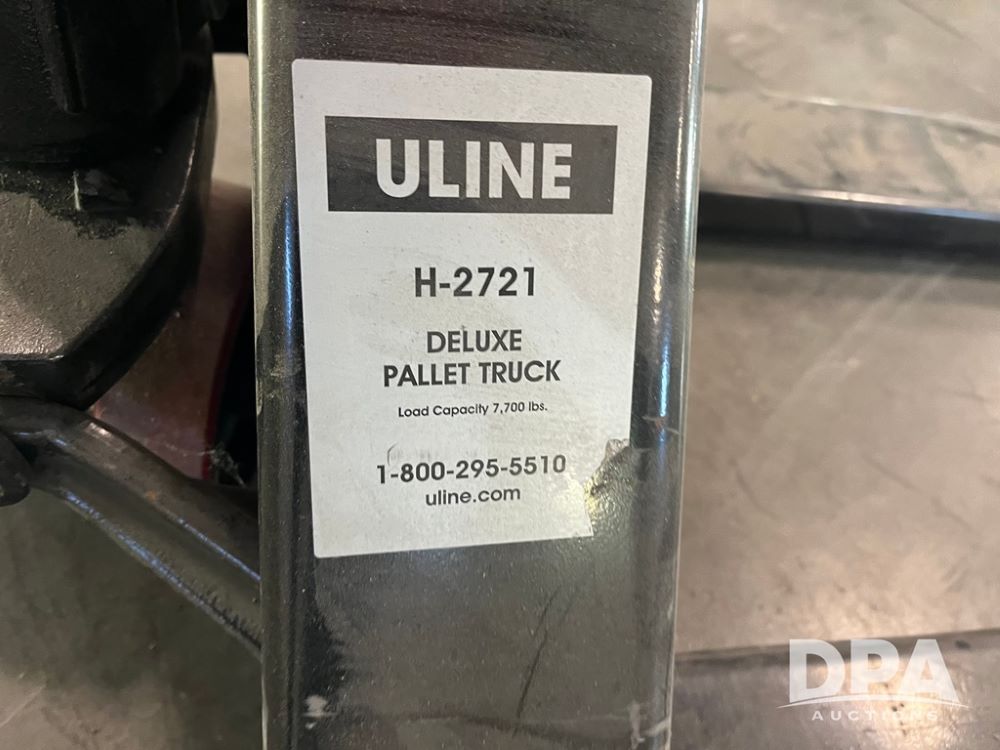 ULINE
H-2721
DELUXE
PALLET TRUCK
Load Capacity 7,700 lbs.
1-800-295-5510
uline.com
DPA
AUCTIONS